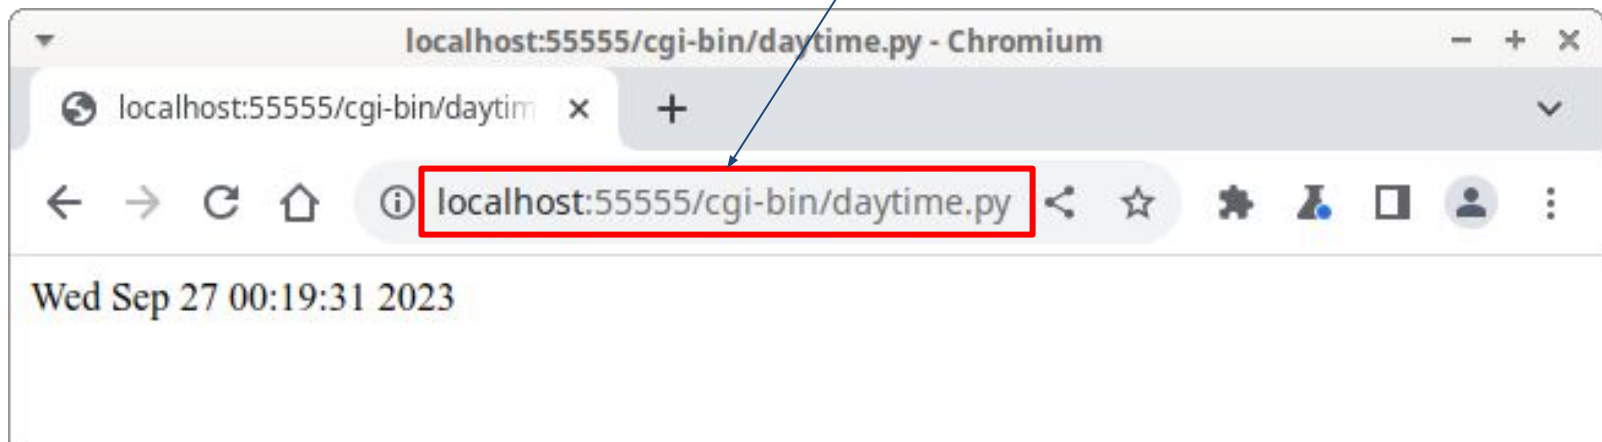 localhost:55555/cgi-bin/daytime.py - Chromium
localhost:55555/cgi-bin/daytim
localhost:55555/cgi-bin/daytime.py
Wed Sep 27 00:19:31 2023